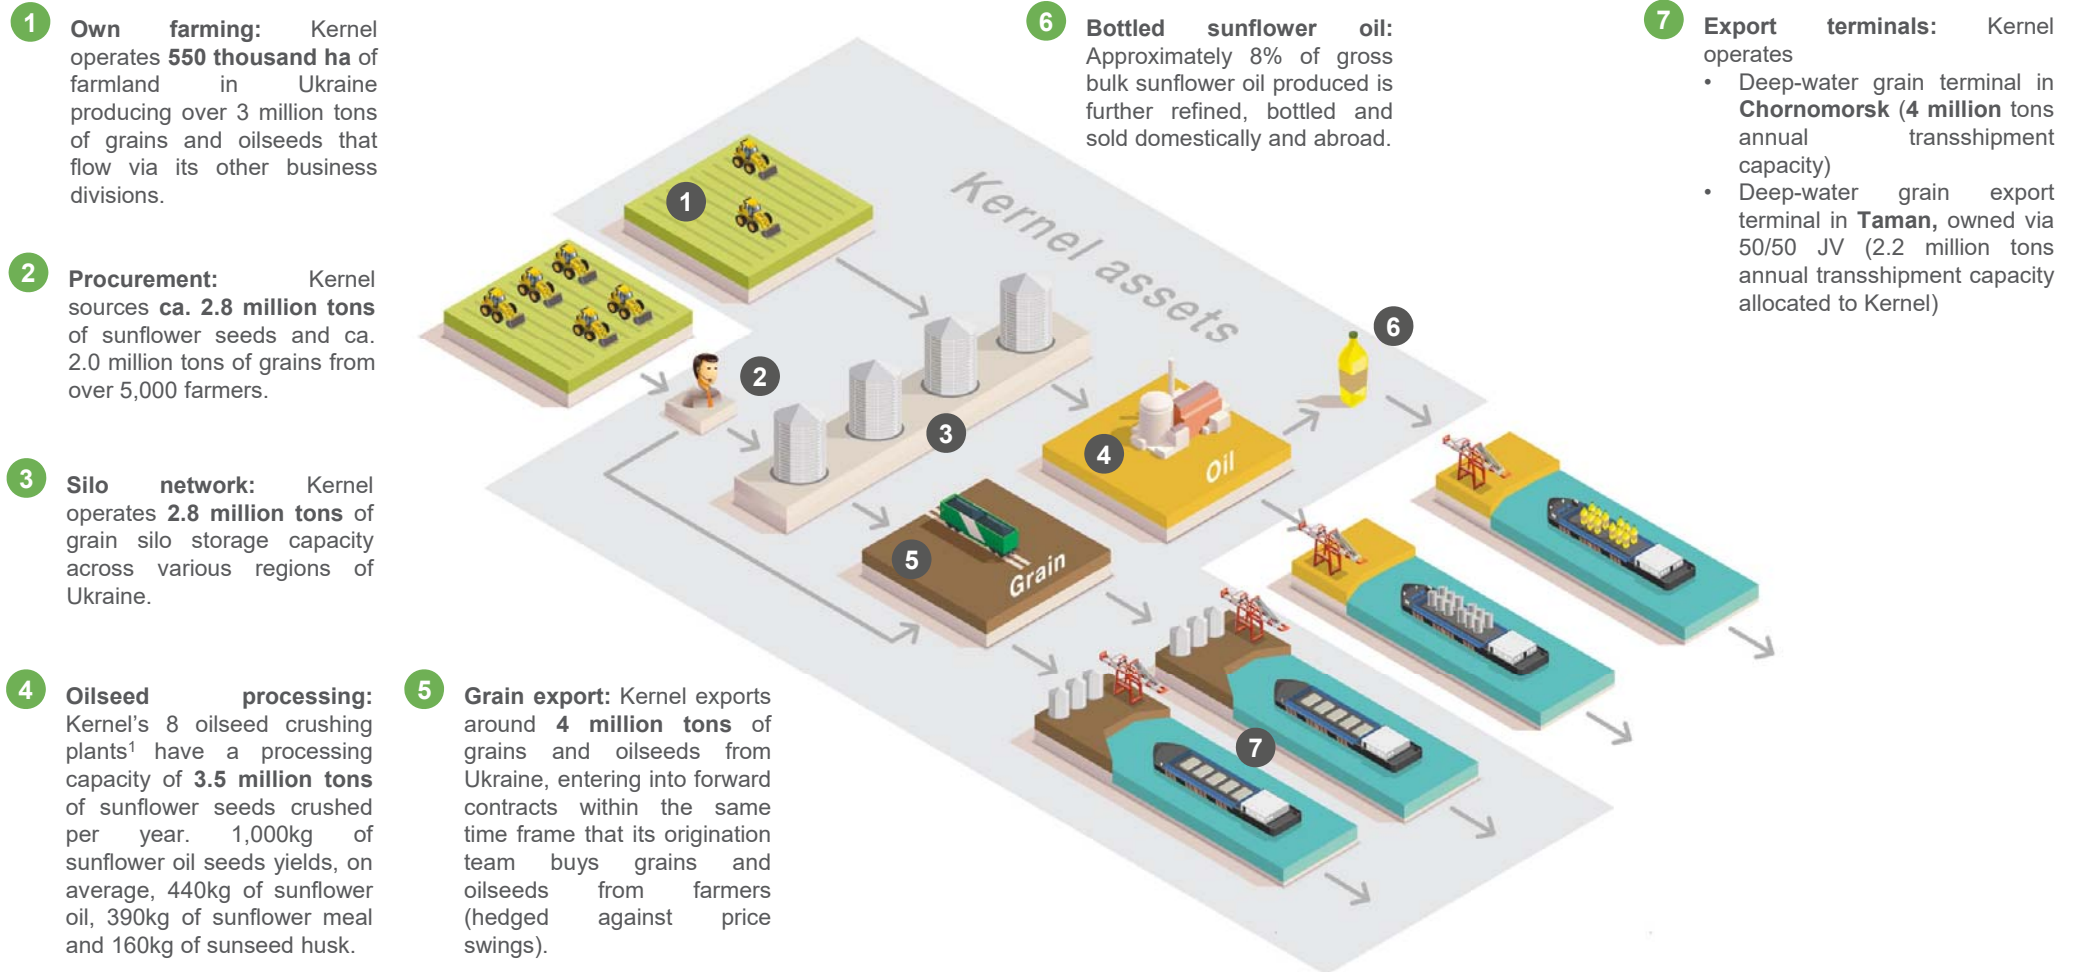 1
Own farming: Kernel
operates 550 thousand ha of
farmland in Ukraine
producing over 3 million tons
of grains and oilseeds that
flow via its other business
divisions.
2
Procurement: Kernel
sources ca. 2.8 million tons
of sunflower seeds and ca.
2.0 million tons of grains from
over 5,000 farmers.
3
Silo network: Kernel
operates 2.8 million tons of
grain silo storage capacity
across various regions of
Ukraine.
4
Oilseed processing:
Kernel's 8 oilseed crushing
plants¹ have a processing
capacity of 3.5 million tons
of sunflower seeds crushed
per year. 1,000kg of
sunflower oil seeds yields, on
average, 440kg of sunflower
oil, 390kg of sunflower meal
and 160kg of sunseed husk.
5
Grain export: Kernel exports
around 4 million tons of
grains and oilseeds from
Ukraine, entering into forward
contracts within the same
time frame that its origination
team buys grains and
oilseeds from farmers
(hedged against price
swings).
6
Bottled sunflower oil:
Approximately 8% of gross
bulk sunflower oil produced is
further refined, bottled and
sold domestically and abroad.
7
Export terminals: Kernel
operates
• Deep-water grain terminal in
Chornomorsk (4 million tons
annual transshipment
capacity)
• Deep-water grain export
terminal in Taman, owned via
50/50 JV (2.2 million tons
annual transshipment capacity
allocated to Kernel)
Kernel assets
1
2
3
4
Oil
5
Grain
6
7